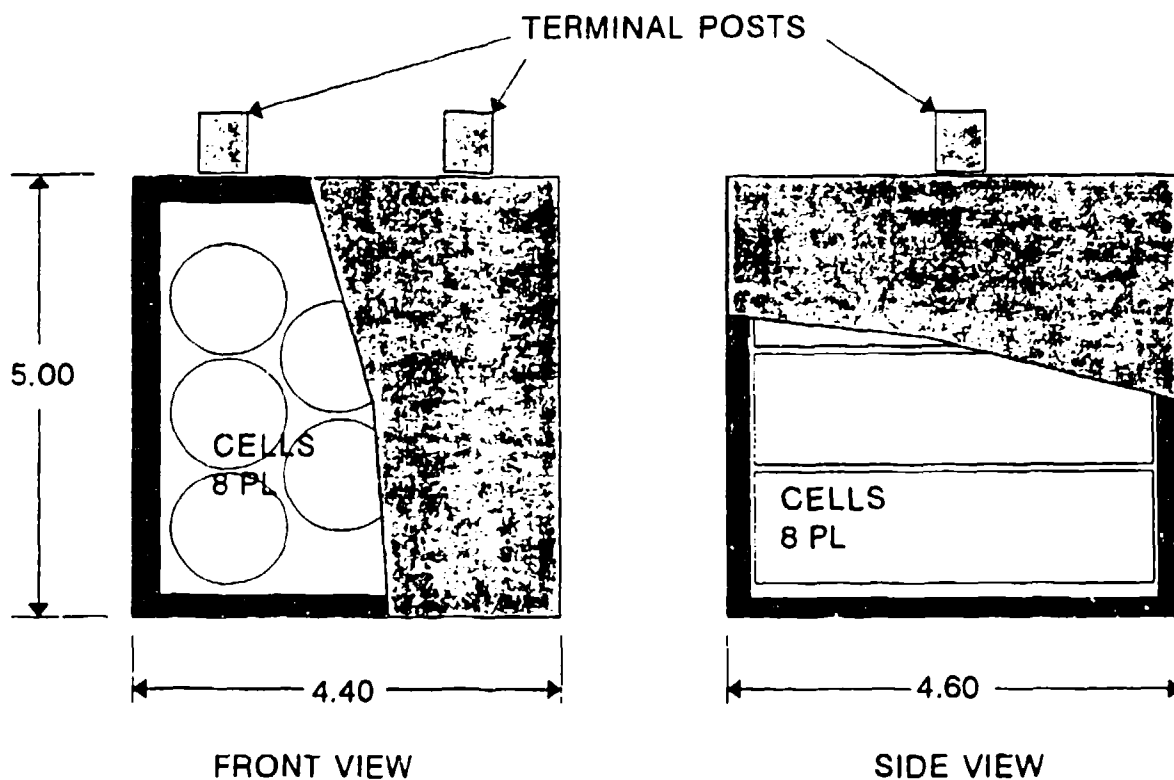 TERMINAL POSTS
5.00
CELLS
8 PL
CELLS
8 PL
4.40
4.60
FRONT VIEW
SIDE VIEW